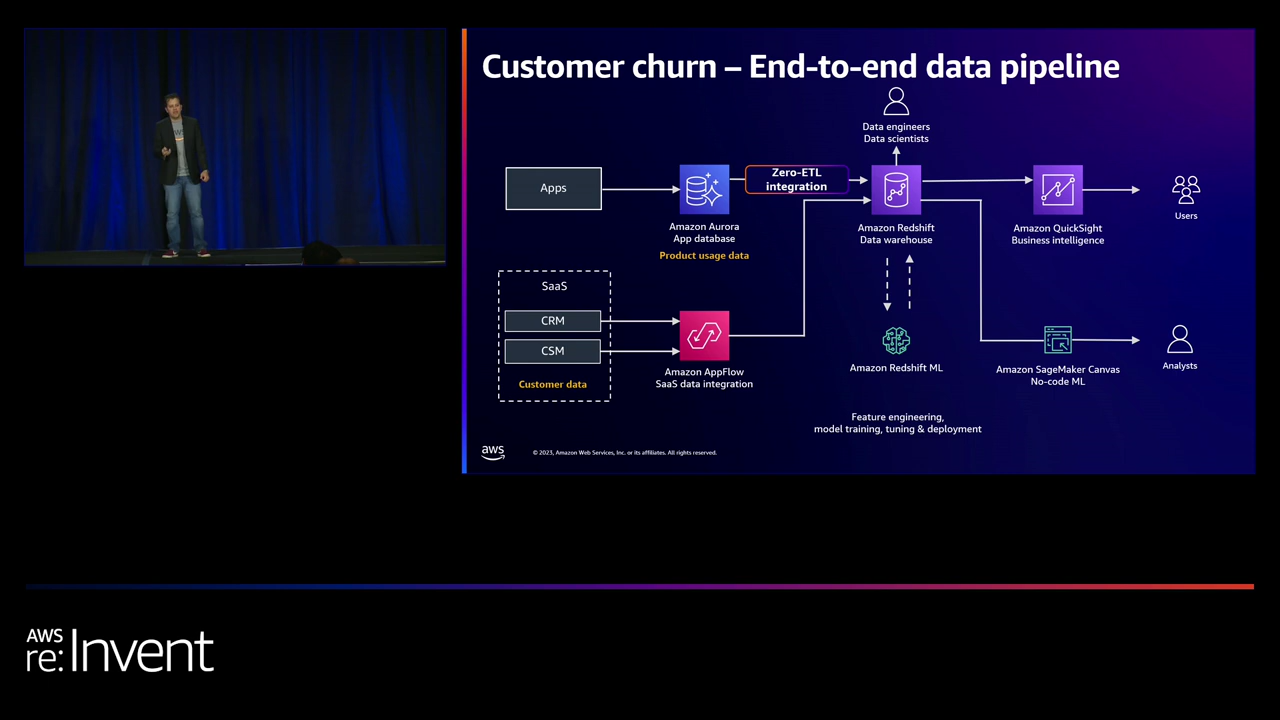 Customer churn – End-to-end data pipeline
Data engineers
Data scientists
Apps
Zero-ETL
integration
Amazon Aurora
App database
Product usage data
Amazon Redshift
Data warehouse
Amazon QuickSight
Business intelligence
Users
SaaS
CRM
CSM
Customer data
Amazon AppFlow
SaaS data integration
Amazon Redshift ML
Amazon SageMaker Canvas
No-code ML
Analysts
Feature engineering,
model training, tuning & deployment
aws
© 2023, Amazon Web Services, Inc. or its affiliates. All rights reserved.
aws
AWS
re:Invent